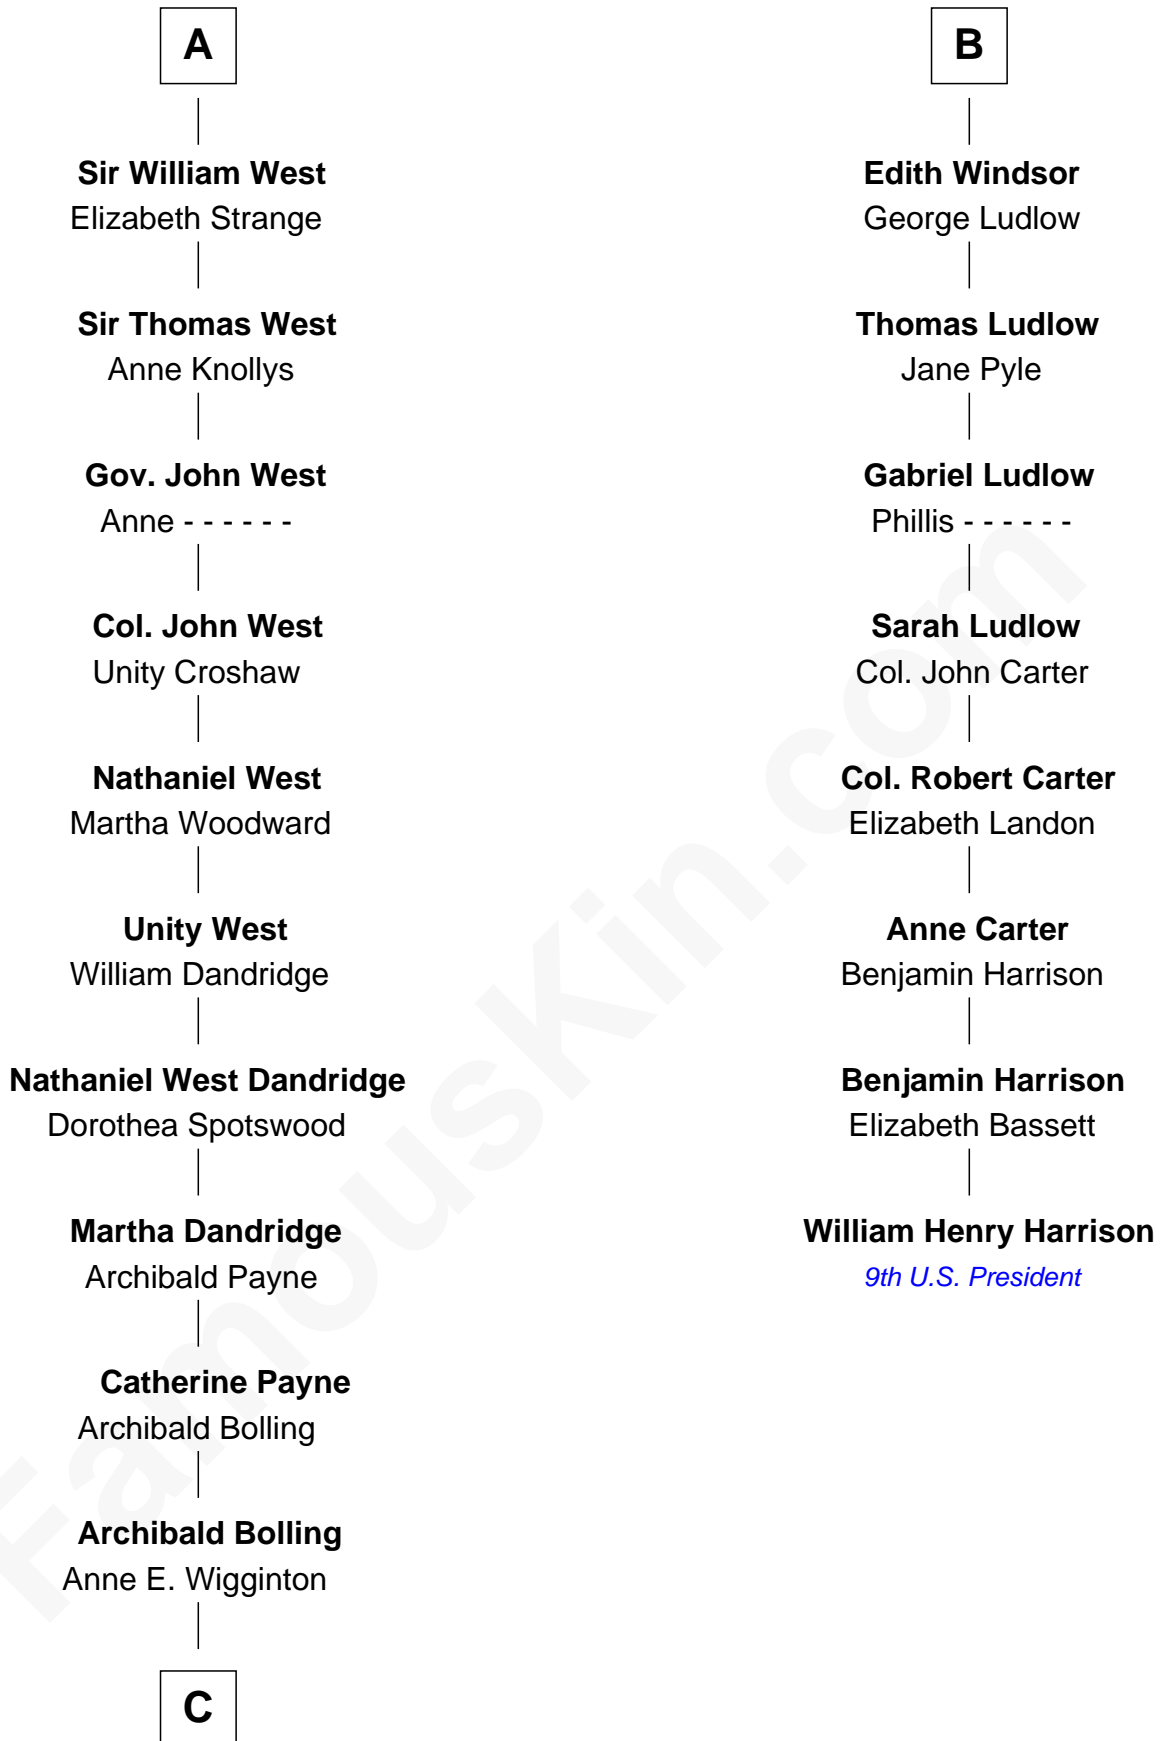 A
Sir William West
Elizabeth Strange
Sir Thomas West
Anne Knollys
Gov. John West
Anne - - - - - -
Col. John West
Unity Croshaw
Nathaniel West
Martha Woodward
Unity West
William Dandridge
Nathaniel West Dandridge
Dorothea Spotswood
Martha Dandridge
Archibald Payne
Catherine Payne
Archibald Bolling
Archibald Bolling
Anne E. Wigginton
C
B
Edith Windsor
George Ludlow
Thomas Ludlow
Jane Pyle
Gabriel Ludlow
Phillis - - - - - -
Sarah Ludlow
Col. John Carter
Col. Robert Carter
Elizabeth Landon
Anne Carter
Benjamin Harrison
Benjamin Harrison
Elizabeth Bassett
William Henry Harrison
9th U.S. President
FamousKin.com